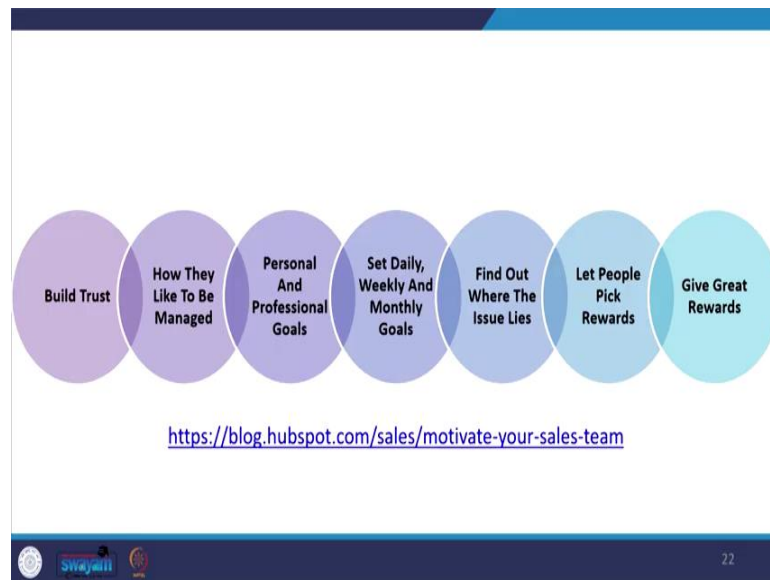 Build Trust
How They
Like To Be
Managed
Personal
And
Professional
Goals
Set Daily,
Weekly And
Monthly
Goals
Find Out
Where The
Issue Lies
Let People
Pick
Rewards
Give Great
Rewards
https://blog.hubspot.com/sales/motivate-your-sales-team
swayam
22